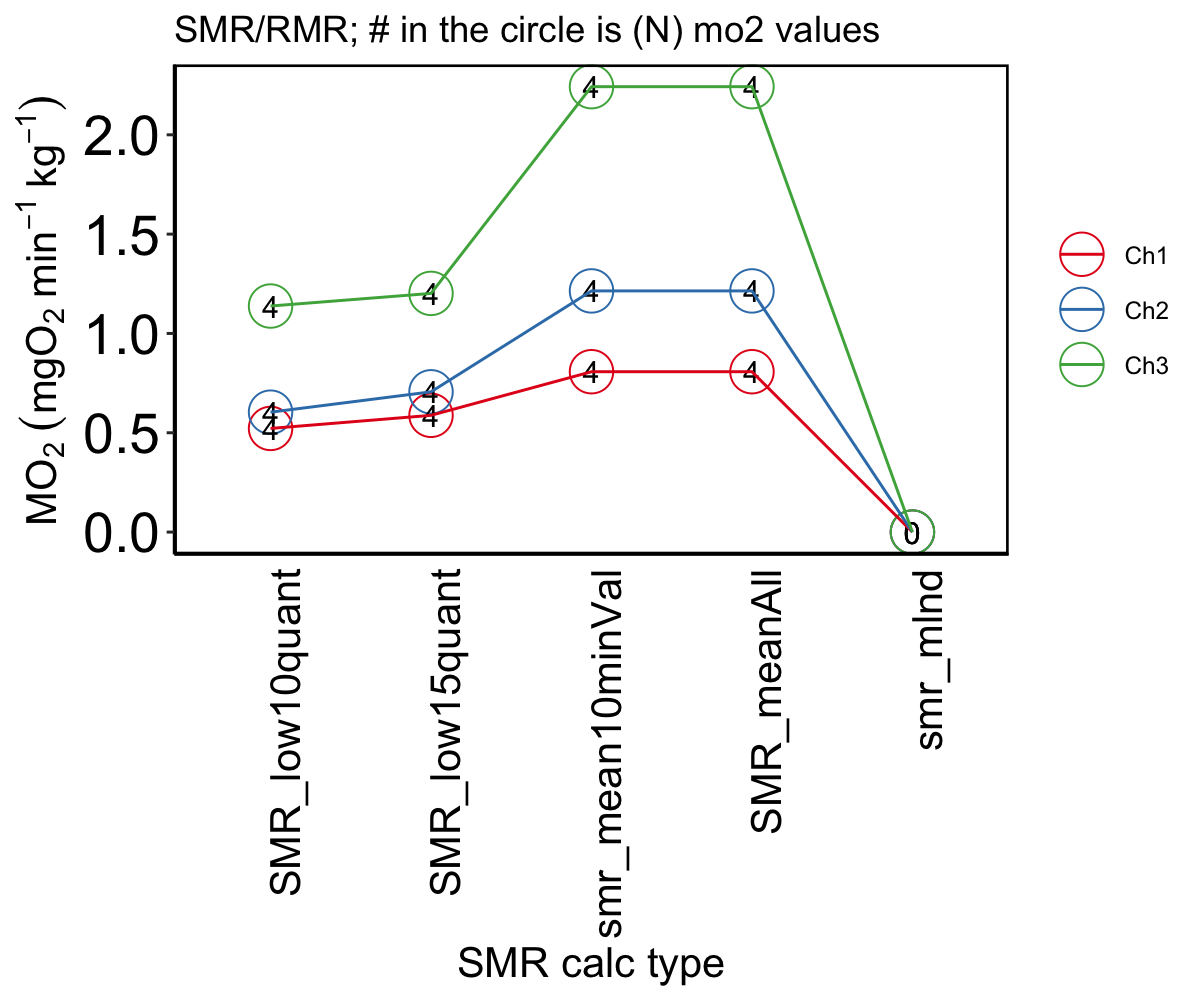 SMR/RMR; # in the circle is (N) mo2 values
MO₂ (mgO₂ min⁻¹ kg⁻¹)
2.0
1.5
1.0
0.5
0.0
4 4
4 4
4 4
4 4
4 4
4 4
0
SMR_low10quant
SMR_low15quant
smr_mean10minVal
SMR_meanAll
smr_mlnd
SMR calc type
Ch1
Ch2
Ch3